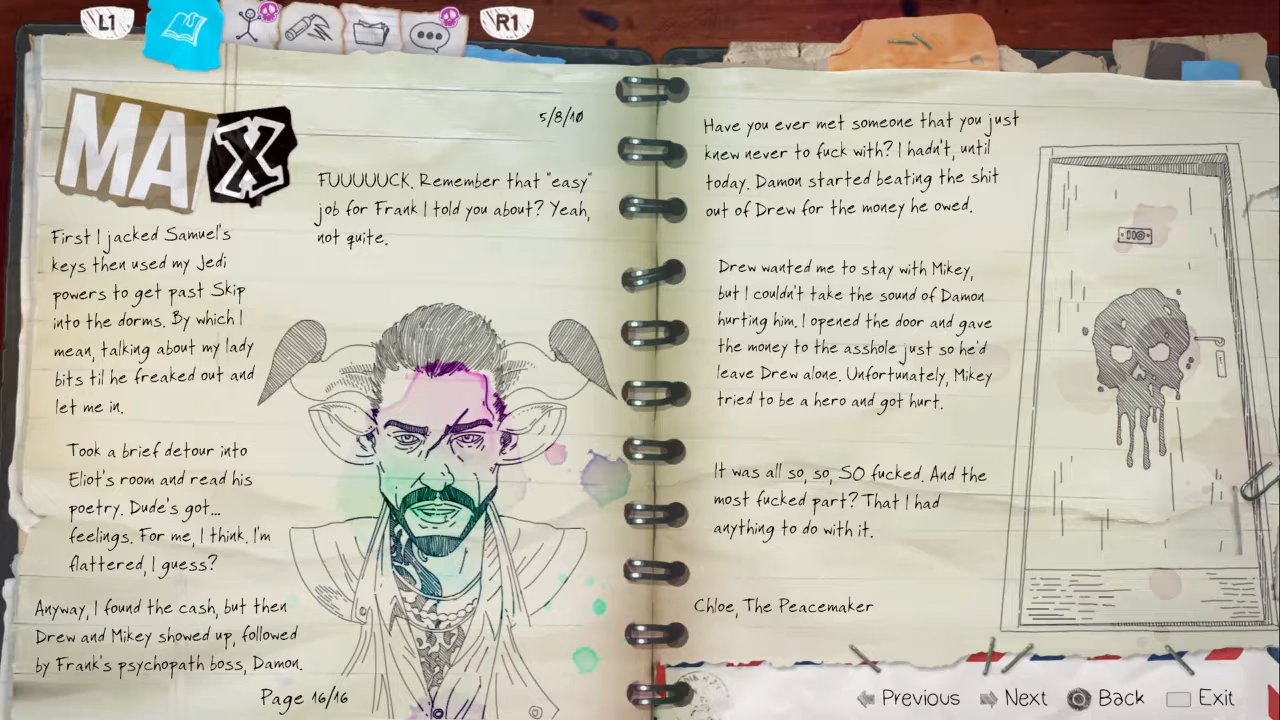 L1
R1
MAX
5/8/10
FUUUUUCK. Remember that "easy"
job for Frank I told you about? Yeah,
not quite.
First I jacked Samuel's
keys then used my Jedi
powers to get past Skip
into the dorms. By which I
mean, talking about my lady
bits til he freaked out and
let me in.
Took a brief detour into
Eliot's room and read his
poetry. Dude's got...
feelings. For me, I think. I'm
flattered, I guess?
Anyway, I found the cash, but then
Drew and Mikey showed up, followed
by Frank's psychopath boss, Damon.
Page 16/16
Have you ever met someone that you just
knew never to fuck with? I hadn't, until
today. Damon started beating the shit
out of Drew for the money he owed.
Drew wanted me to stay with Mikey,
but I couldn't take the sound of Damon
hurting him. I opened the door and gave
the money to the asshole just so he'd
leave Drew alone. Unfortunately, Mikey
tried to be a hero and got hurt.
It was all so, so, SO fucked. And the
most fucked part? That I had
anything to do with it.
Chloe, The Peacemaker
Previous Next Back Exit